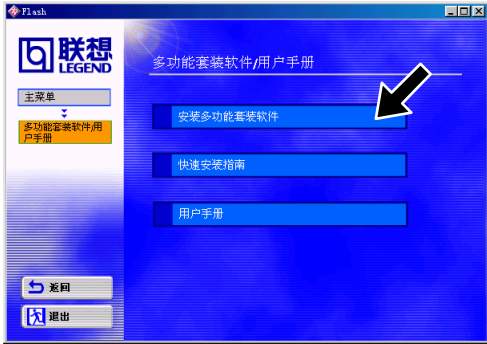 Flash
联想
LEGEND
多功能套装软件/用户手册
主菜单
多功能套装软件/用
户手册
安装多功能套装软件
快速安装指南
用户手册
返回
退出